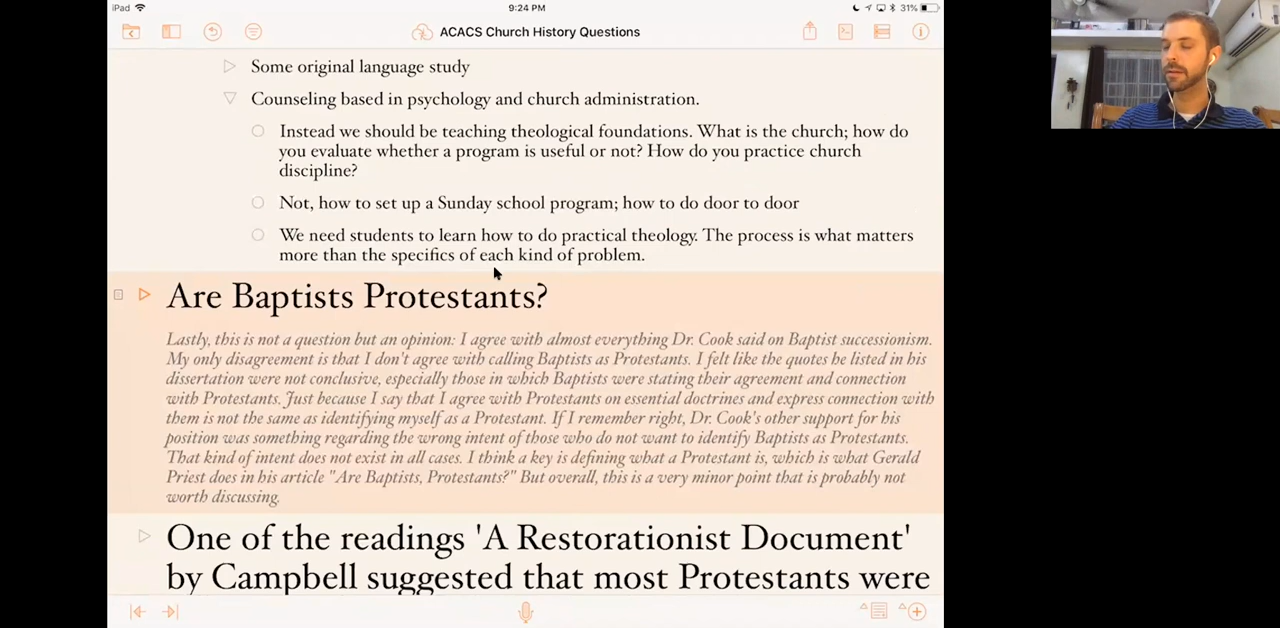 iPad
9:24 PM
31%
ACACS Church History Questions
Some original language study
Counseling based in psychology and church administration.
Instead we should be teaching theological foundations. What is the church; how do
you evaluate whether a program is useful or not? How do you practice church
discipline?
Not, how to set up a Sunday school program; how to do door to door
We need students to learn how to do practical theology. The process is what matters
more than the specifics of each kind of problem.
Are Baptists Protestants?
Lastly, this is not a question but an opinion: I agree with almost everything Dr. Cook said on Baptist successionism.
My only disagreement is that I don't agree with calling Baptists as Protestants. I felt like the quotes he listed in his
dissertation were not conclusive, especially those in which Baptists were stating their agreement and connection
with Protestants. Just because I say that I agree with Protestants on essential doctrines and express connection with
them is not the same as identifying myself as a Protestant. If I remember right, Dr. Cook's other support for his
position was something regarding the wrong intent of those who do not want to identify Baptists as Protestants.
That kind of intent does not exist in all cases. I think a key is defining what a Protestant is, which is what Gerald
Priest does in his article "Are Baptists, Protestants?" But overall, this is a very minor point that is probably not
worth discussing.
One of the readings 'A Restorationist Document'
by Campbell suggested that most Protestants were